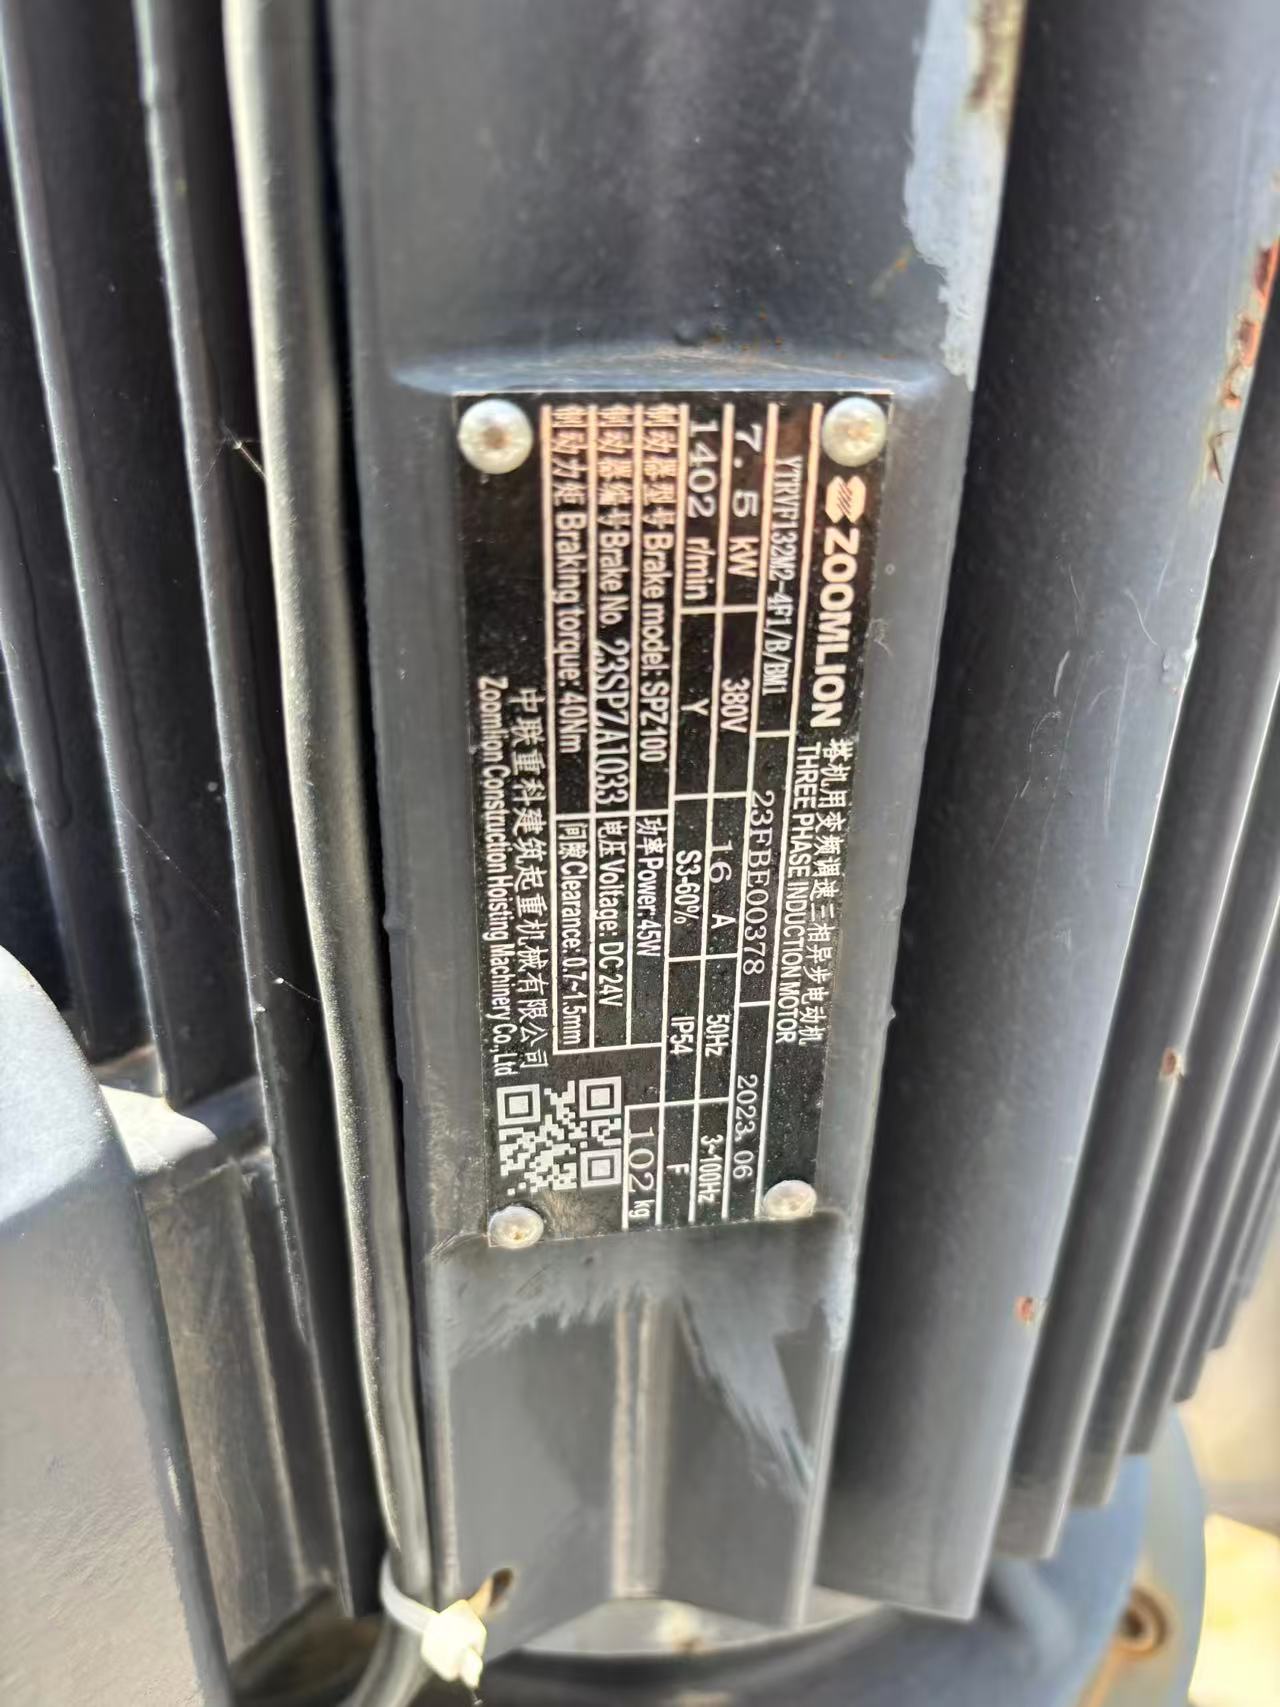 ZOOMLION 塔机用变频调速三相异步电动机
THREE PHASE INDUCTION MOTOR
YTRVF132M2-4F1/B/BM1 23FBE00378 2023.06
7.5 kW 380V 16 A 50Hz 3~100Hz
1402 r/min Y S3-60% IP54 F
制动器型号 Brake model: SPZ100 功率 Power: 45W 102 kg
制动器编号 Brake No. 23SPZA1033 电压 Voltage: DC 24V
制动力矩 Braking torque: 40Nm 间隙 Clearance: 0.7~1.5mm
中联重科建筑起重机械有限公司
Zoomlion Construction Hoisting Machinery Co., Ltd